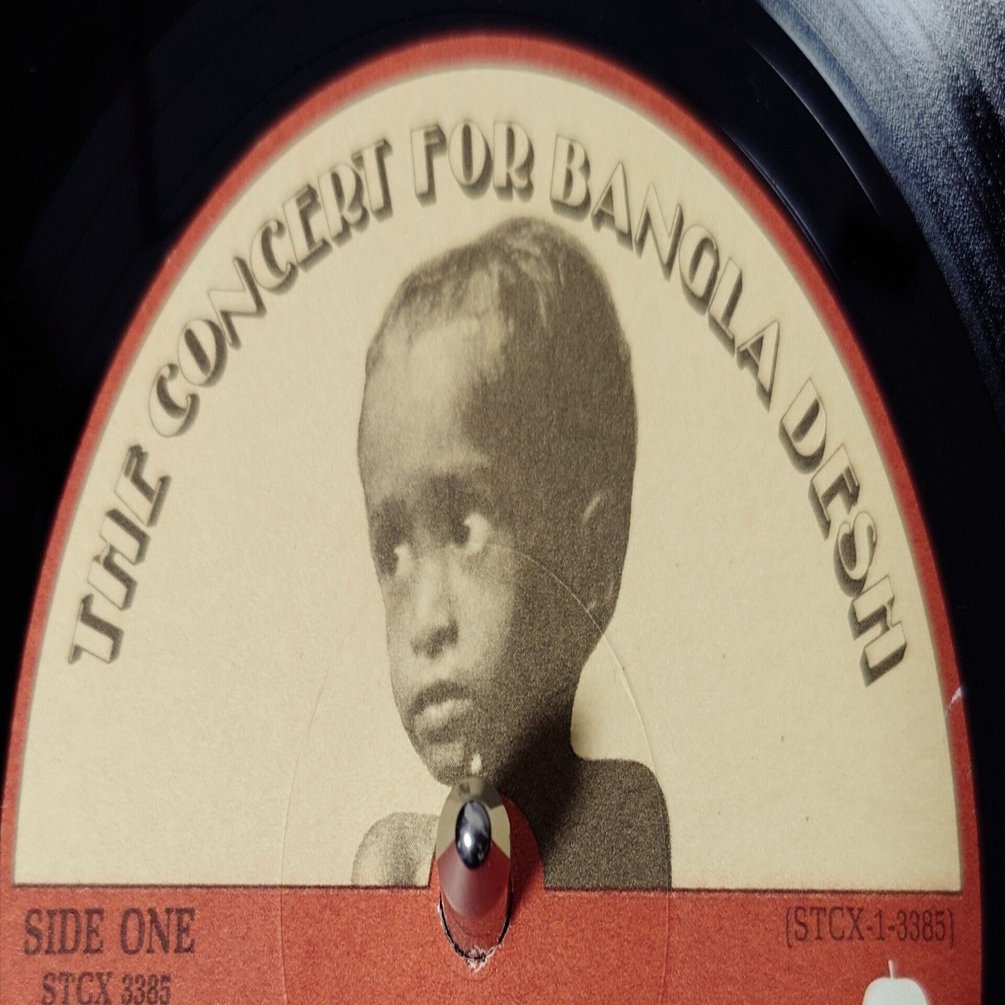 THE CONCERT FOR BANGLA DESH
SIDE ONE
STCX 3385
(STCX-1-3385)